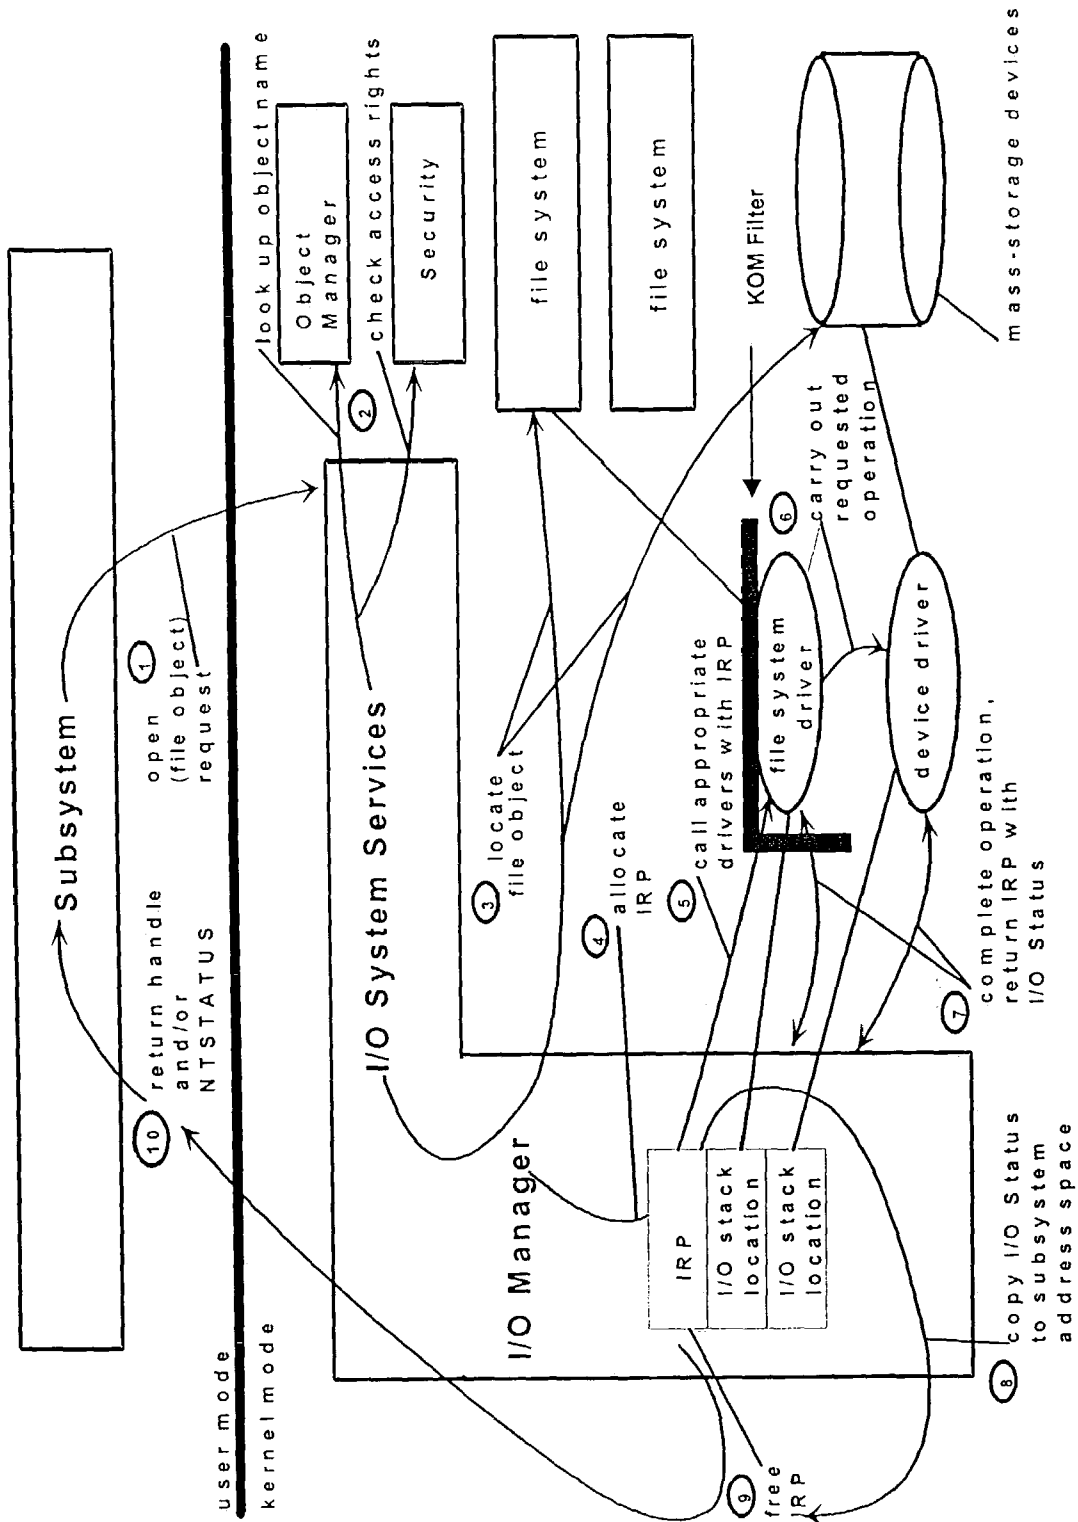 Subsystem
user mode
kernel mode
1
open
(file object)
request
10
return handle
and/or
NTSTATUS
I/O System Services
look up object name
Object
Manager
2
check access rights
Security
I/O Manager
3
locate
file object
file system
file system
4
allocate
IRP
5
call appropriate
drivers with IRP
KOM Filter
IRP
I/O stack
location
I/O stack
location
file system
driver
6
carry out
requested
operation
device driver
mass-storage devices
7
complete operation,
return IRP with
I/O Status
8
copy I/O Status
to subsystem
address space
9
free
IRP